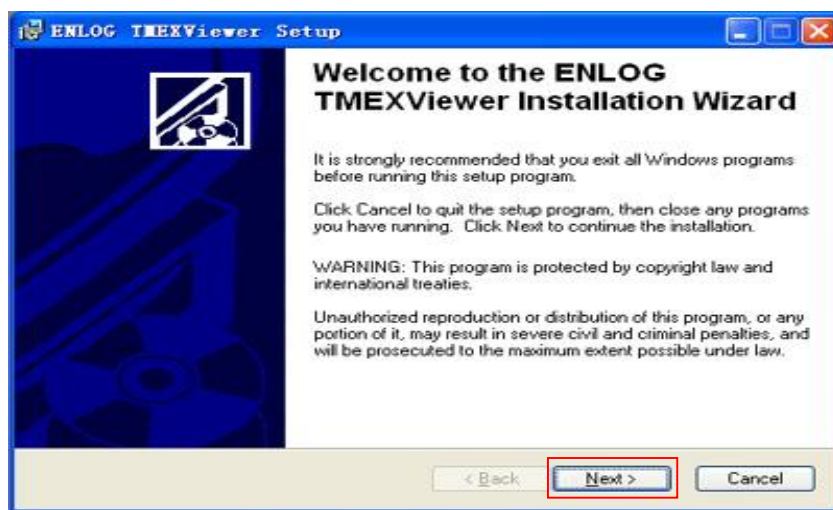 ENLOG TMEXViewer Setup
Welcome to the ENLOG
TMEXViewer Installation Wizard
It is strongly recommended that you exit all Windows programs
before running this setup program.
Click Cancel to quit the setup program, then close any programs
you have running. Click Next to continue the installation.
WARNING: This program is protected by copyright law and
international treaties.
Unauthorized reproduction or distribution of this program, or any
portion of it, may result in severe civil and criminal penalties, and
will be prosecuted to the maximum extent possible under law.
< Back Next > Cancel